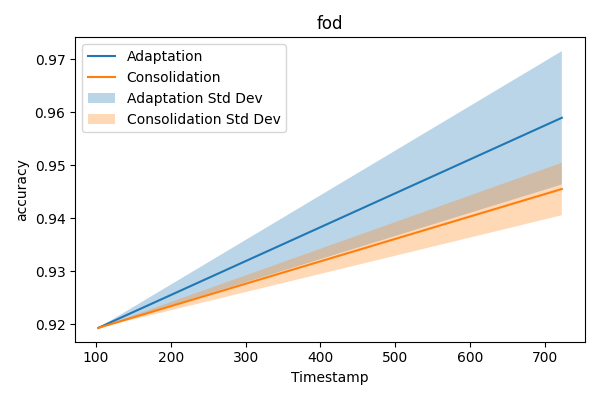 fod
Adaptation
Consolidation
Adaptation Std Dev
Consolidation Std Dev
accuracy
0.97
0.96
0.95
0.94
0.93
0.92
100 200 300 400 500 600 700
Timestamp